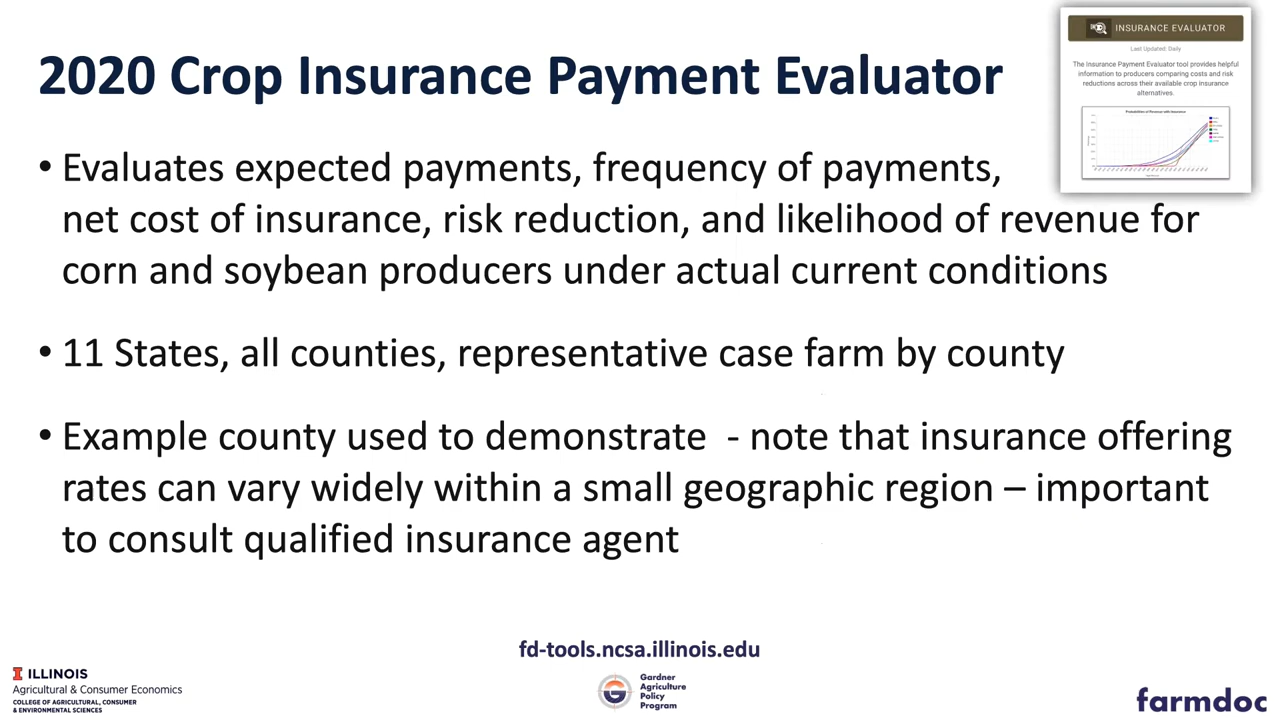 2020 Crop Insurance Payment Evaluator
INSURANCE EVALUATOR
Last Updated: Daily
The Insurance Payment Evaluator tool provides helpful
information to producers comparing costs and risk
reductions across their available crop insurance
alternatives.
Probabilities of Revenue with Insurance
• Evaluates expected payments, frequency of payments,
net cost of insurance, risk reduction, and likelihood of revenue for
corn and soybean producers under actual current conditions
• 11 States, all counties, representative case farm by county
• Example county used to demonstrate - note that insurance offering
rates can vary widely within a small geographic region – important
to consult qualified insurance agent
fd-tools.ncsa.illinois.edu
I ILLINOIS
Agricultural & Consumer Economics
COLLEGE OF AGRICULTURAL, CONSUMER
& ENVIRONMENTAL SCIENCES
Gardner
Agriculture
Policy
Program
farmdoc